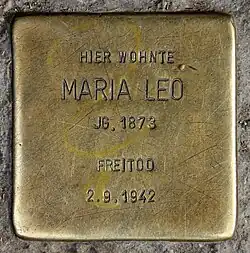 HIER WOHNTE
MARIA LEO
JG. 1873
FREITOD
2.9.1942